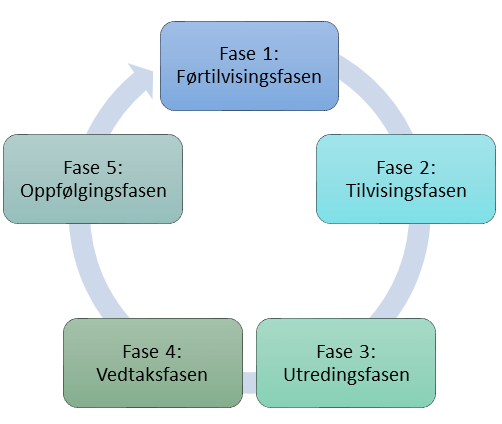 Fase 1:
Førtilvisingsfasen
Fase 2:
Tilvisingsfasen
Fase 3:
Utredingsfasen
Fase 4:
Vedtaksfasen
Fase 5:
Oppfølgingsfasen